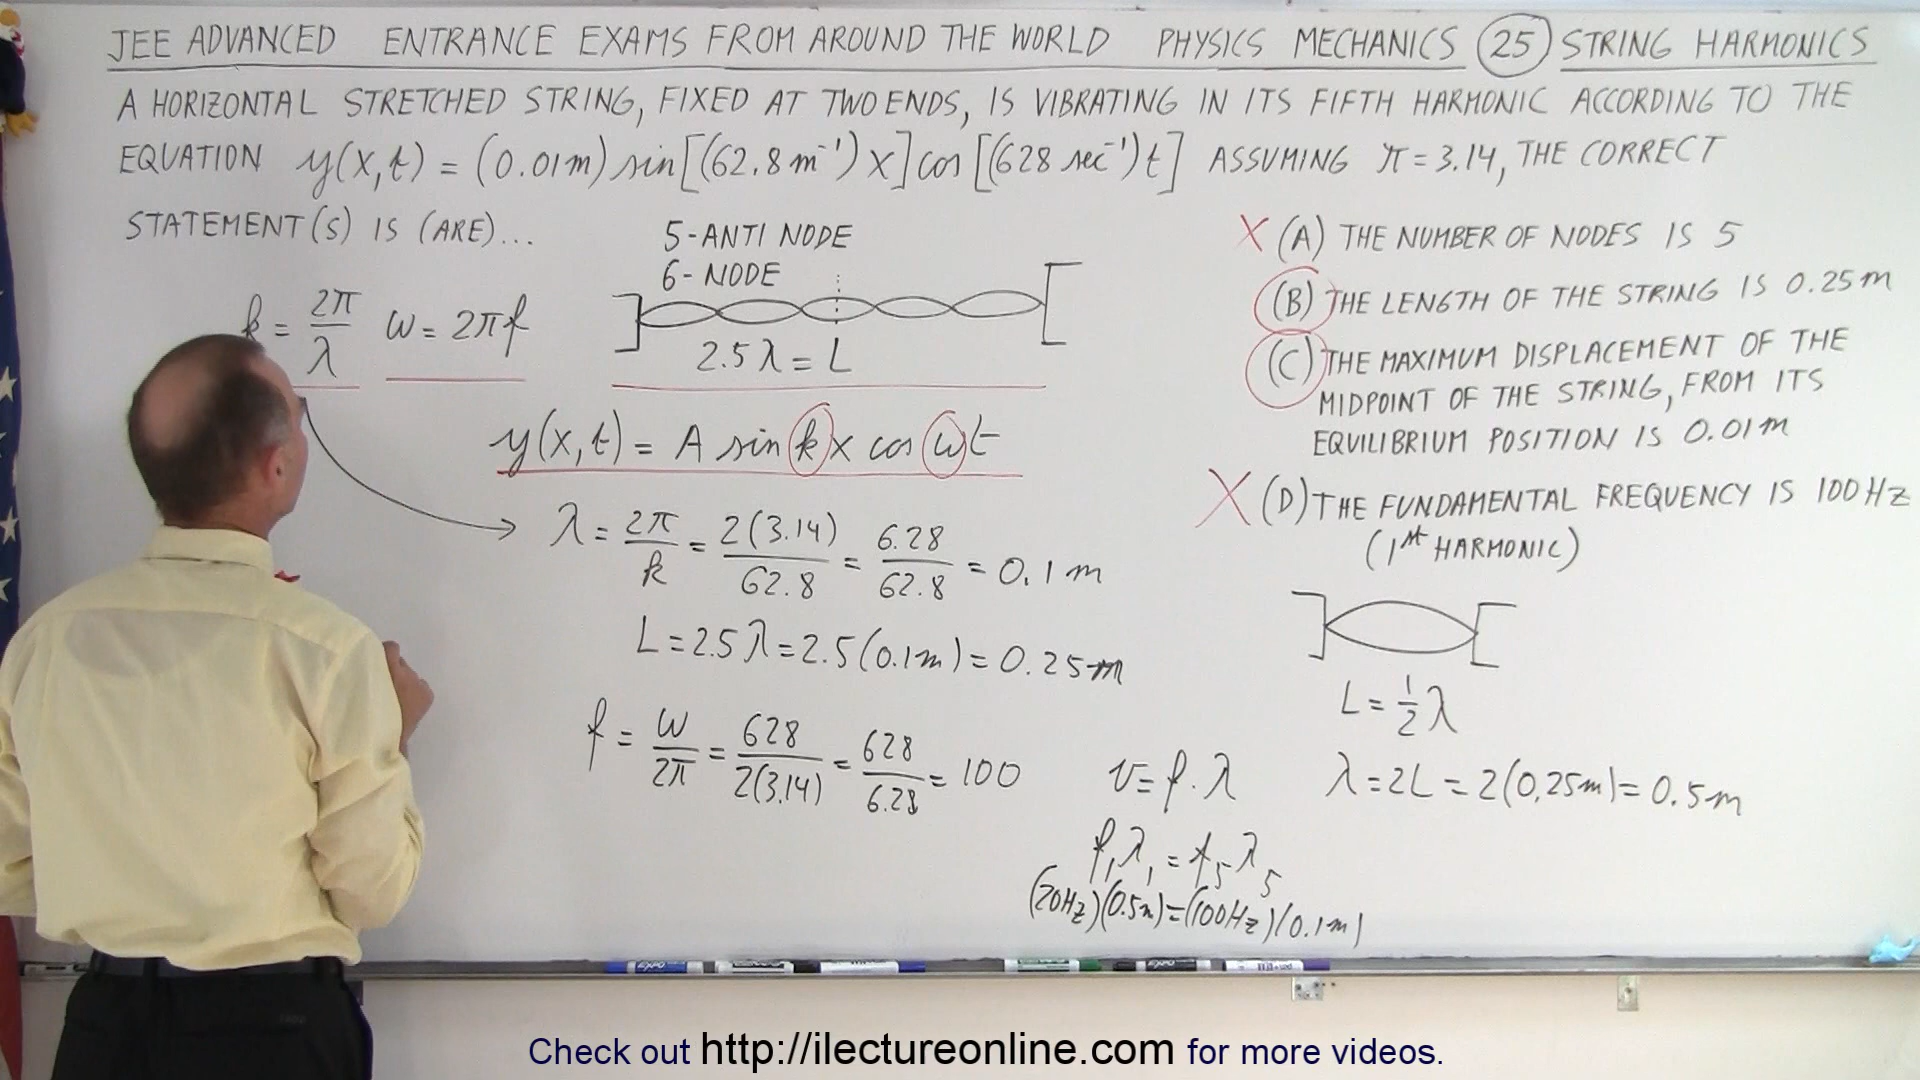 JEE ADVANCED ENTRANCE EXAMS FROM AROUND THE WORLD PHYSICS MECHANICS 25 STRING HARMONICS
A HORIZONTAL STRETCHED STRING, FIXED AT TWO ENDS, IS VIBRATING IN ITS FIFTH HARMONIC ACCORDING TO THE
EQUATION y(x,t) = (0.01m) sin[(62.8 m⁻¹) x] cos [(628 sec⁻¹) t] ASSUMING π = 3.14, THE CORRECT
STATEMENT(S) IS (ARE)...
5-ANTI NODE
6-NODE
k = 2π/λ ω = 2πf
2.5λ = L
y(x,t) = A sin kx cos ωt
λ = 2π/k = 2(3.14)/62.8 = 6.28/62.8 = 0.1 m
L = 2.5λ = 2.5(0.1m) = 0.25m
f = ω/2π = 628/2(3.14) = 628/6.28 = 100
X (A) THE NUMBER OF NODES IS 5
(B) THE LENGTH OF THE STRING IS 0.25m
(C) THE MAXIMUM DISPLACEMENT OF THE
MIDPOINT OF THE STRING, FROM ITS
EQUILIBRIUM POSITION IS 0.01m
X (D) THE FUNDAMENTAL FREQUENCY IS 100 Hz
(1st HARMONIC)
L = 1/2 λ
v = f · λ
λ = 2L = 2(0.25m) = 0.5m
f₁λ₁ = f₅λ₅
(20Hz)(0.5m) = (100Hz)(0.1m)
EXPO
Check out http://ilectureonline.com for more videos.